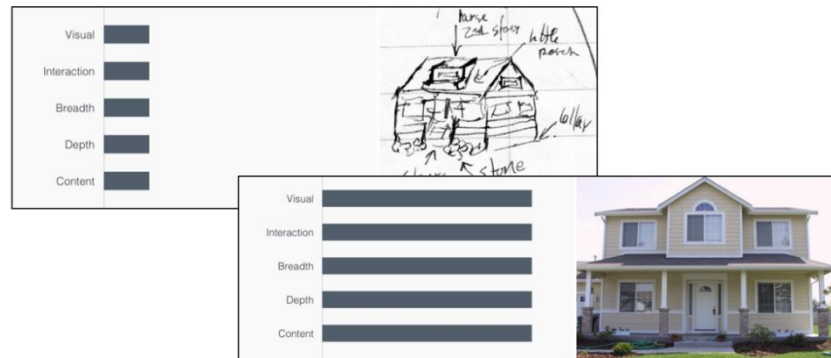 Visual
Interaction
Breadth
Depth
Content
large
2nd story
little
porch
stone
Visual
Interaction
Breadth
Depth
Content